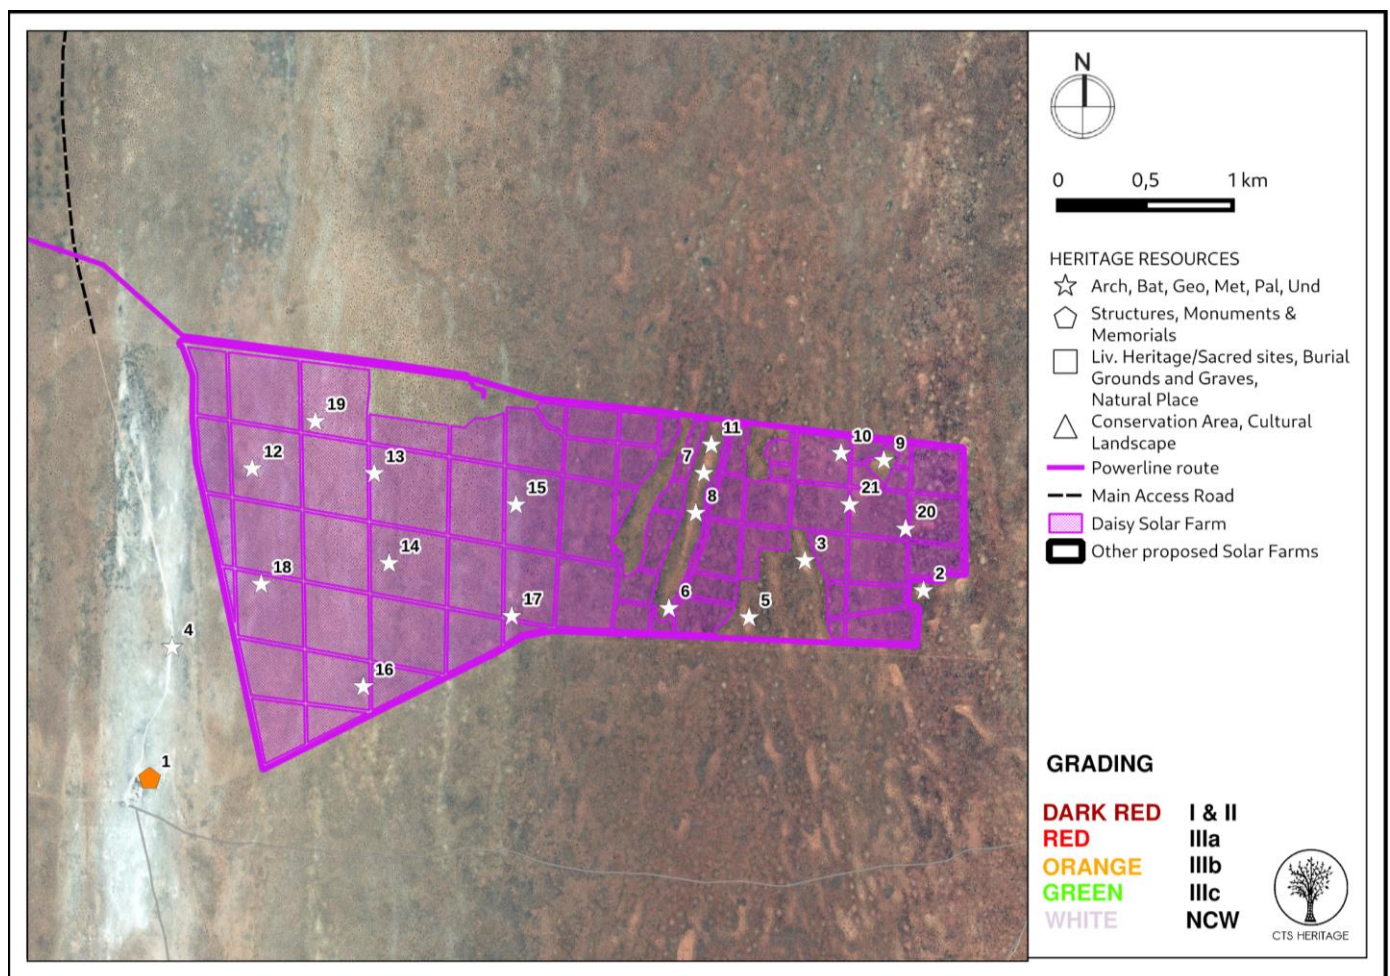 N
0 0,5 1 km
HERITAGE RESOURCES
Arch, Bat, Geo, Met, Pal, Und
Structures, Monuments &
Memorials
Liv. Heritage/Sacred sites, Burial
Grounds and Graves,
Natural Place
Conservation Area, Cultural
Landscape
Powerline route
Main Access Road
Daisy Solar Farm
Other proposed Solar Farms
GRADING
DARK RED I & II
RED IIIa
ORANGE IIIb
GREEN IIIc
WHITE NCW
CTS HERITAGE
19
11
10
9
12
13
7
15
8
21
20
14
3
18
2
17
6
5
4
16
1